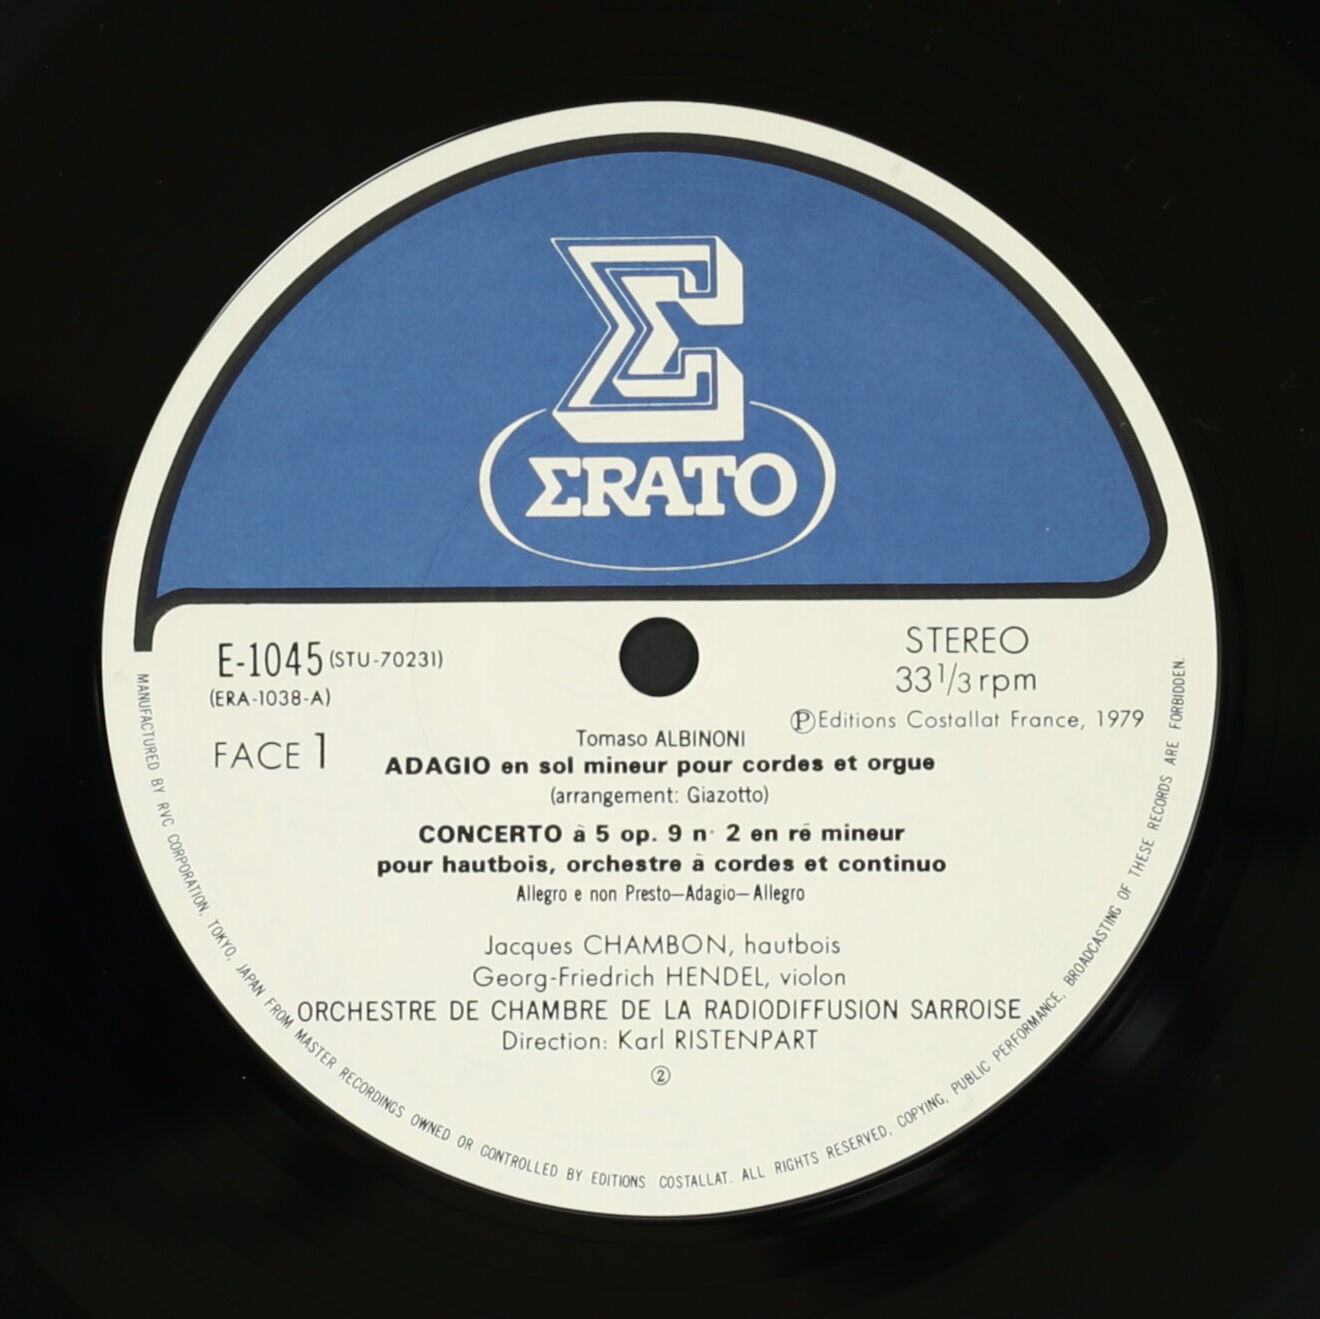 Σ
ΣRATO
E-1045 (STU-70231)
(ERA-1038-A)
FACE 1
STEREO
33 1/3 rpm
Ⓟ Editions Costallat France, 1979
Tomaso ALBINONI
ADAGIO en sol mineur pour cordes et orgue
(arrangement: Giazotto)
CONCERTO à 5 op. 9 n° 2 en ré mineur
pour hautbois, orchestre à cordes et continuo
Allegro e non Presto—Adagio—Allegro
Jacques CHAMBON, hautbois
Georg-Friedrich HENDEL, violon
ORCHESTRE DE CHAMBRE DE LA RADIODIFFUSION SARROISE
Direction: Karl RISTENPART
②
MANUFACTURED BY RVC CORPORATION, TOKYO, JAPAN FROM MASTER RECORDINGS OWNED OR CONTROLLED BY EDITIONS COSTALLAT. ALL RIGHTS RESERVED, COPYING, PUBLIC PERFORMANCE, BROADCASTING OF THESE RECORDS ARE FORBIDDEN.